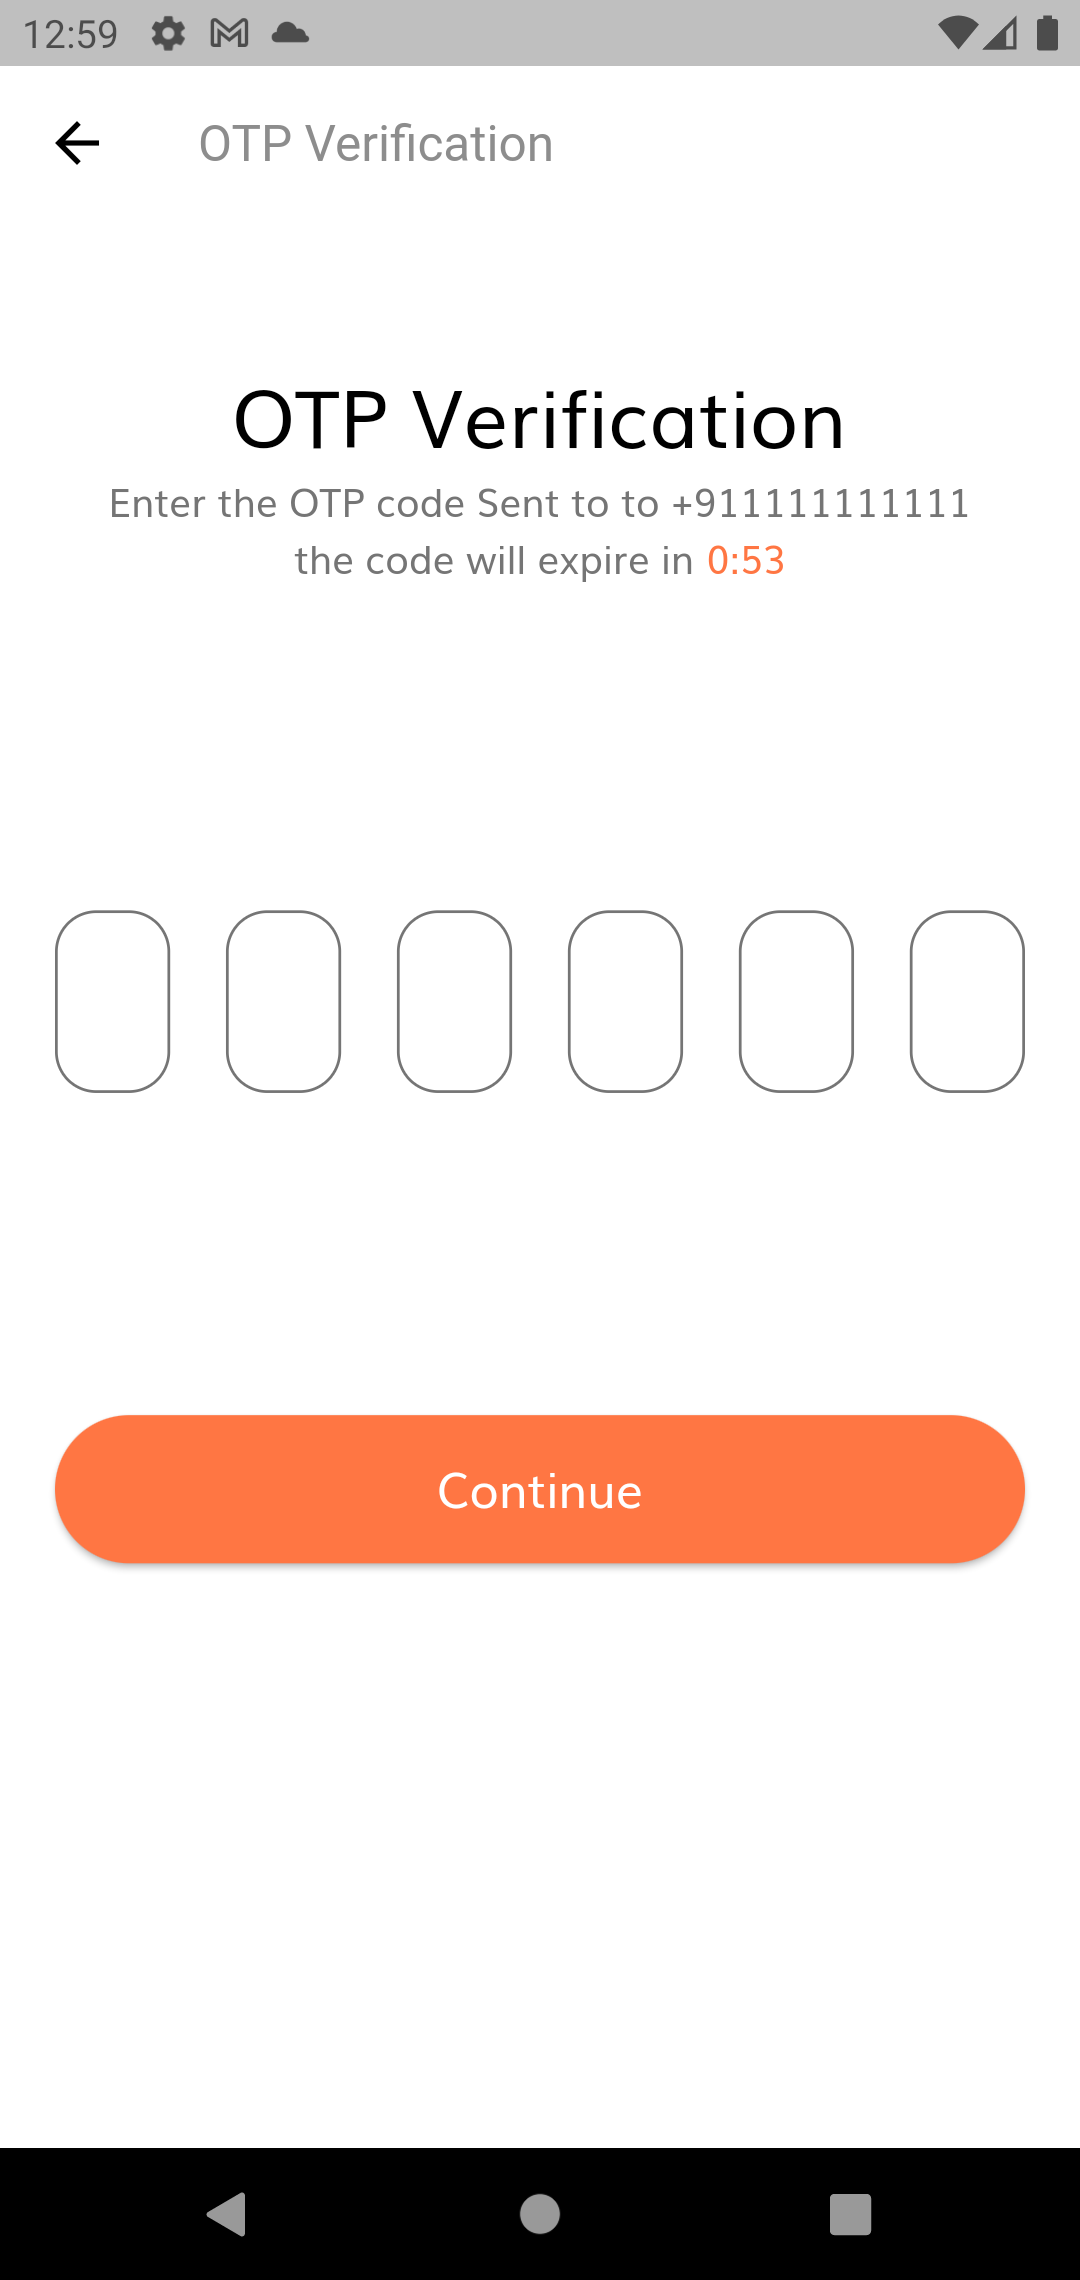 12:59
OTP Verification
OTP Verification
Enter the OTP code Sent to to +911111111111
the code will expire in 0:53
Continue